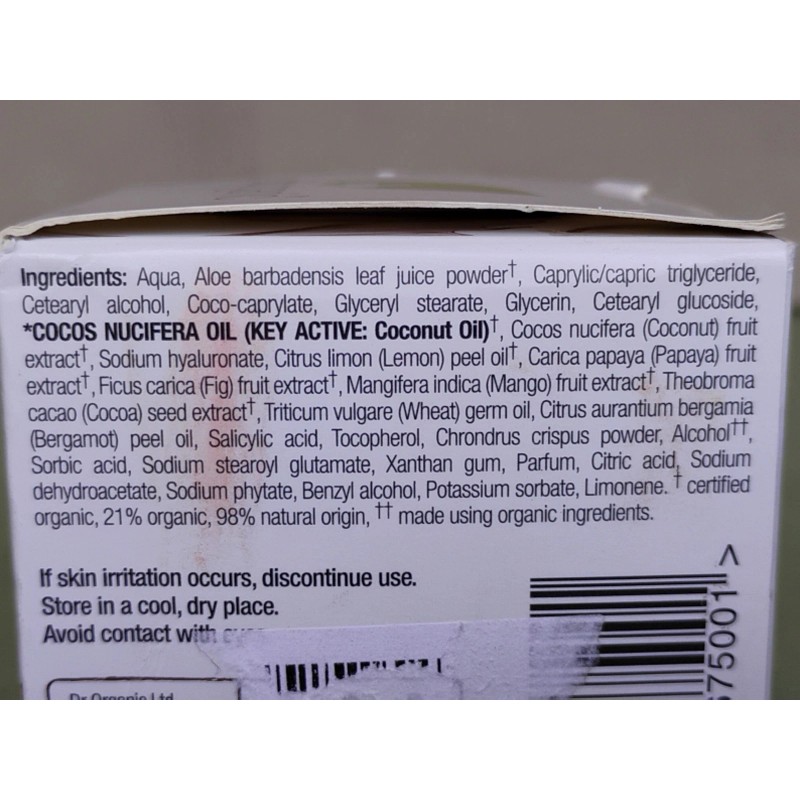 Ingredients: Aqua, Aloe barbadensis leaf juice powder†, Caprylic/capric triglyceride,
Cetearyl alcohol, Coco-caprylate, Glyceryl stearate, Glycerin, Cetearyl glucoside,
*COCOS NUCIFERA OIL (KEY ACTIVE: Coconut Oil)†, Cocos nucifera (Coconut) fruit
extract†, Sodium hyaluronate, Citrus limon (Lemon) peel oil†, Carica papaya (Papaya) fruit
extract†, Ficus carica (Fig) fruit extract†, Mangifera indica (Mango) fruit extract†, Theobroma
cacao (Cocoa) seed extract†, Triticum vulgare (Wheat) germ oil, Citrus aurantium bergamia
(Bergamot) peel oil, Salicylic acid, Tocopherol, Chrondrus crispus powder, Alcohol††,
Sorbic acid, Sodium stearoyl glutamate, Xanthan gum, Parfum, Citric acid, Sodium
dehydroacetate, Sodium phytate, Benzyl alcohol, Potassium sorbate, Limonene. † certified
organic, 21% organic, 98% natural origin, †† made using organic ingredients.
If skin irritation occurs, discontinue use.
Store in a cool, dry place.
Avoid contact with
Dr Organic Ltd
75001 >